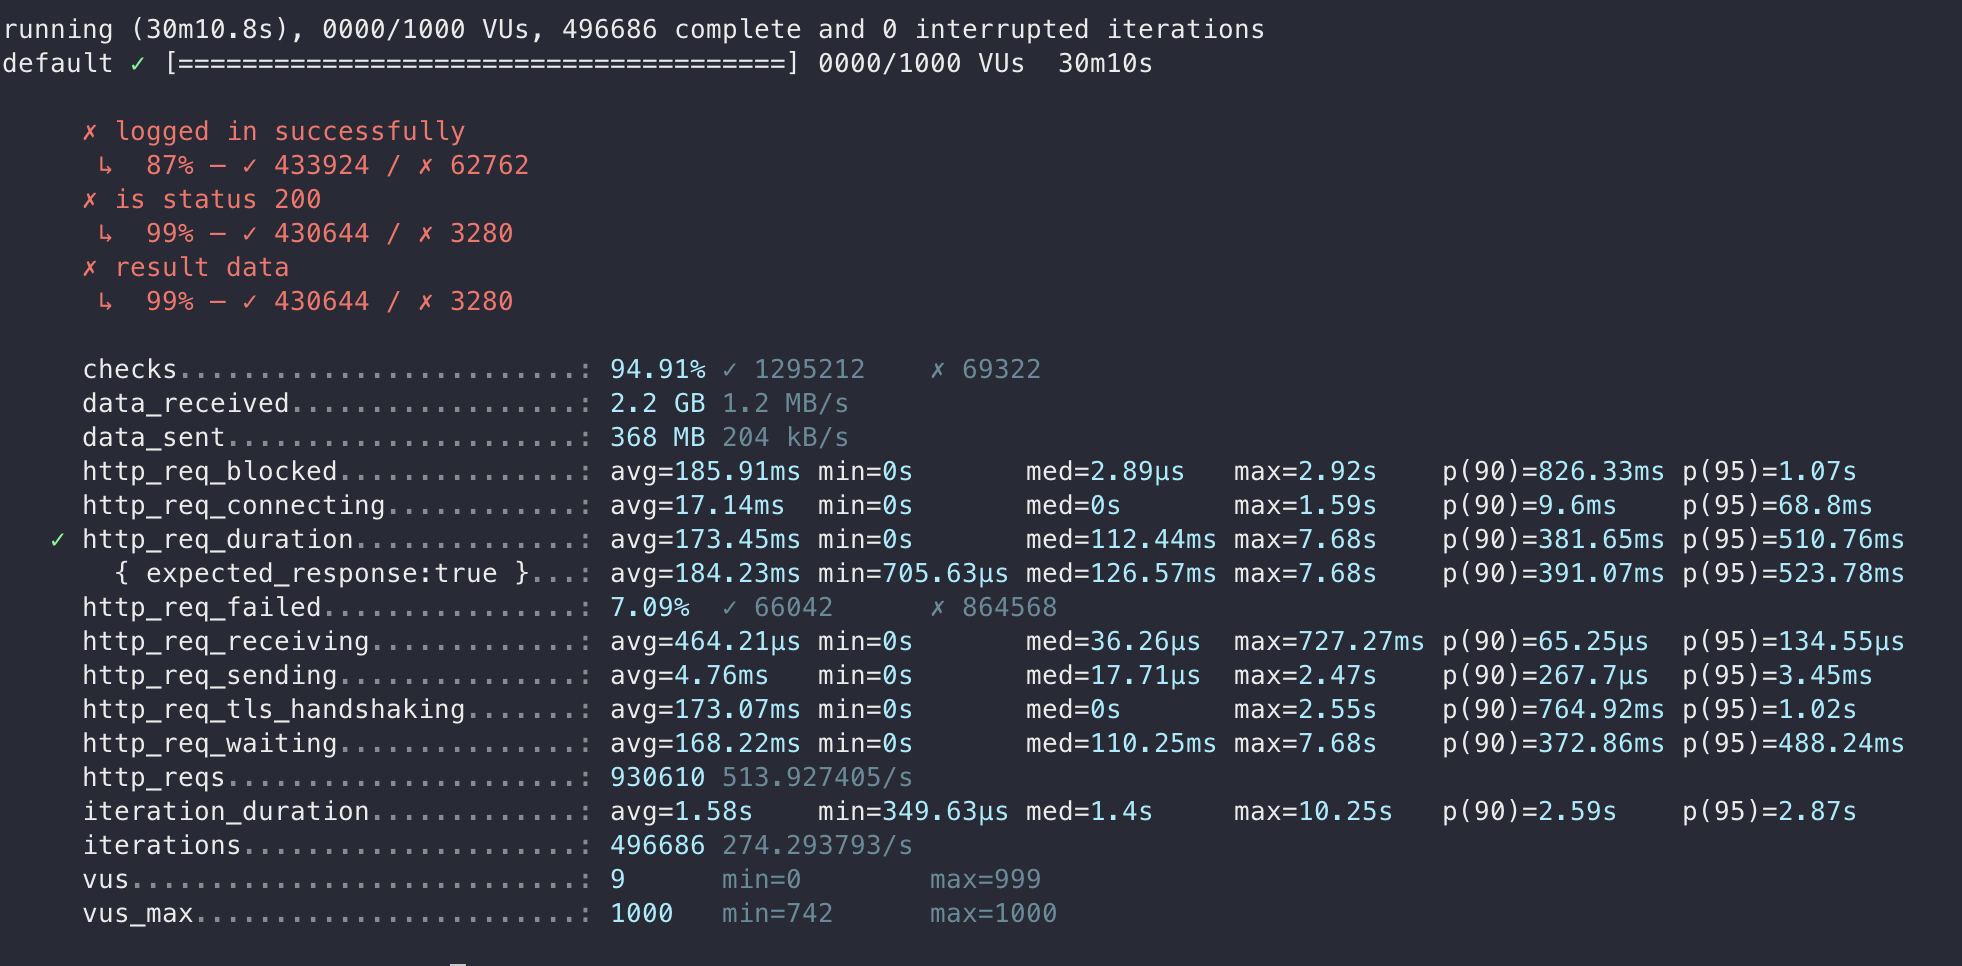 running (30m10.8s), 0000/1000 VUs, 496686 complete and 0 interrupted iterations
default ✓ [======================================] 0000/1000 VUs  30m10s
✗ logged in successfully
↳  87% — ✓ 433924 / ✗ 62762
✗ is status 200
↳  99% — ✓ 430644 / ✗ 3280
✗ result data
↳  99% — ✓ 430644 / ✗ 3280
checks.........................: 94.91% ✓ 1295212    ✗ 69322
data_received..................: 2.2 GB 1.2 MB/s
data_sent......................: 368 MB 204 kB/s
http_req_blocked...............: avg=185.91ms min=0s       med=2.89µs   max=2.92s    p(90)=826.33ms p(95)=1.07s
http_req_connecting............: avg=17.14ms  min=0s       med=0s       max=1.59s    p(90)=9.6ms    p(95)=68.8ms
✓ http_req_duration..............: avg=173.45ms min=0s       med=112.44ms max=7.68s    p(90)=381.65ms p(95)=510.76ms
{ expected_response:true }...: avg=184.23ms min=705.63µs med=126.57ms max=7.68s    p(90)=391.07ms p(95)=523.78ms
http_req_failed................: 7.09%  ✓ 66042      ✗ 864568
http_req_receiving.............: avg=464.21µs min=0s       med=36.26µs  max=727.27ms p(90)=65.25µs  p(95)=134.55µs
http_req_sending...............: avg=4.76ms   min=0s       med=17.71µs  max=2.47s    p(90)=267.7µs  p(95)=3.45ms
http_req_tls_handshaking.......: avg=173.07ms min=0s       med=0s       max=2.55s    p(90)=764.92ms p(95)=1.02s
http_req_waiting...............: avg=168.22ms min=0s       med=110.25ms max=7.68s    p(90)=372.86ms p(95)=488.24ms
http_reqs......................: 930610 513.927405/s
iteration_duration.............: avg=1.58s    min=349.63µs med=1.4s     max=10.25s   p(90)=2.59s    p(95)=2.87s
iterations.....................: 496686 274.293793/s
vus............................: 9      min=0        max=999
vus_max........................: 1000   min=742      max=1000